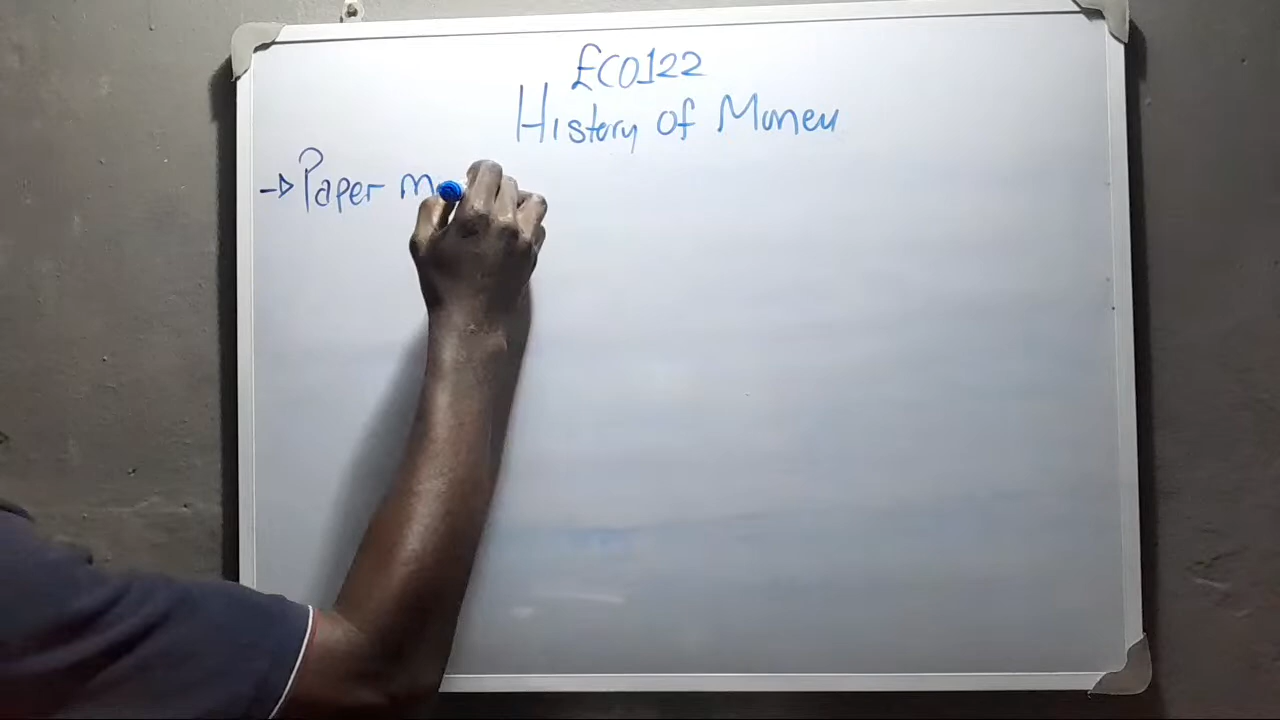 ECO122
History of Money
→ Paper m